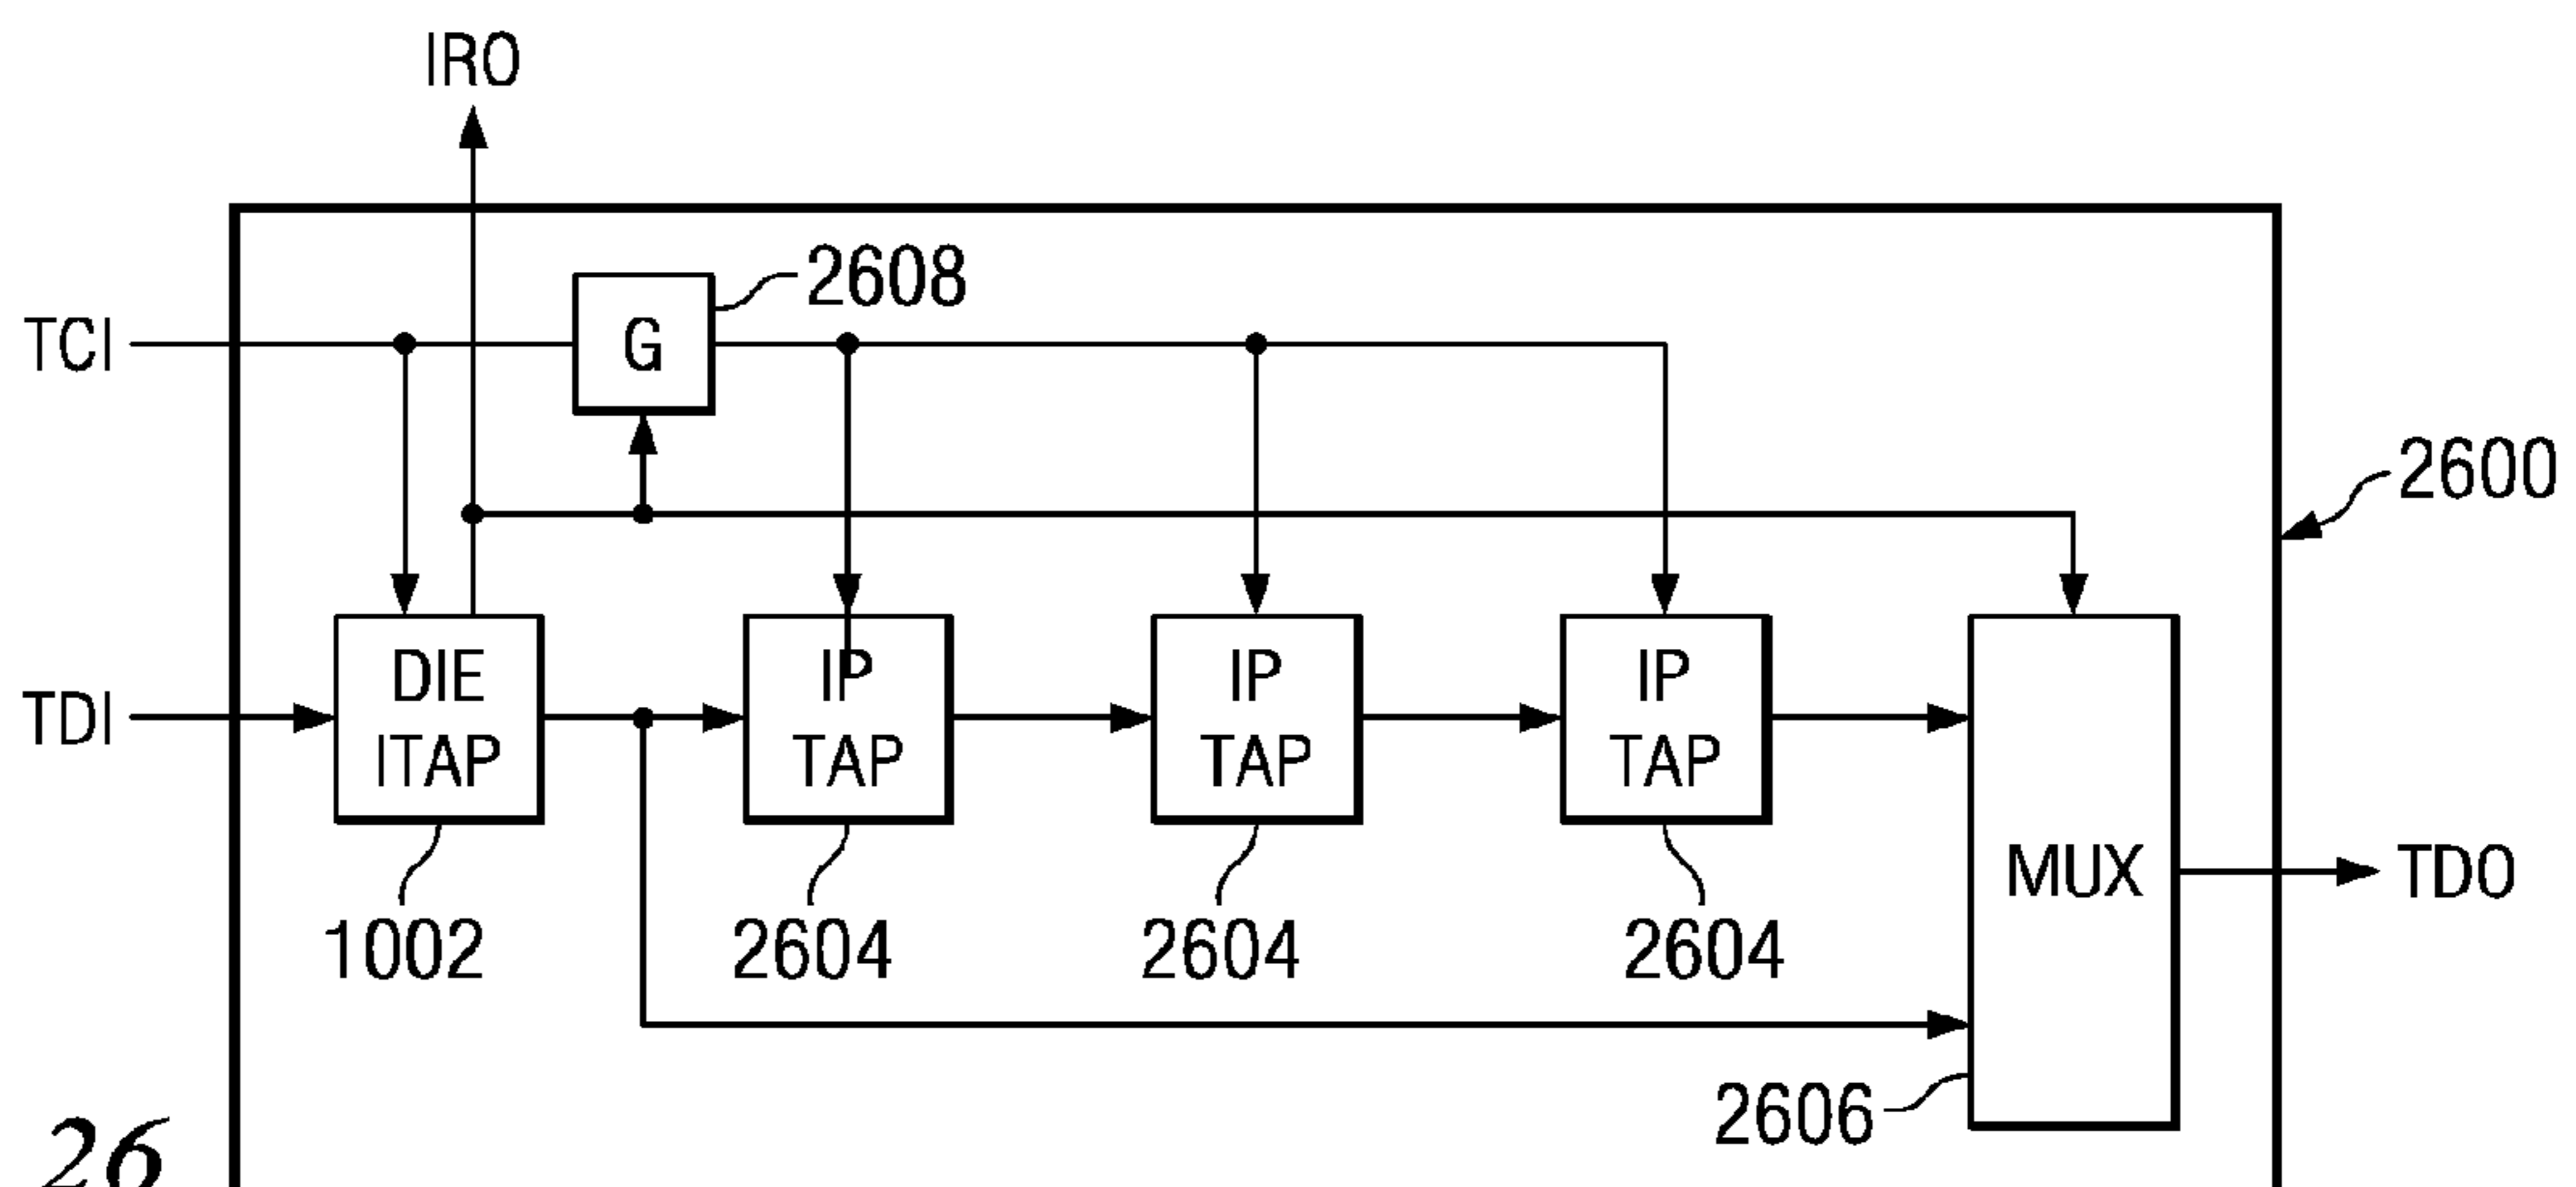 IRO
2608
TCI
G
2600
TDI
DIE
ITAP
IP
TAP
IP
TAP
IP
TAP
MUX
TDO
1002
2604
2604
2604
2606
26